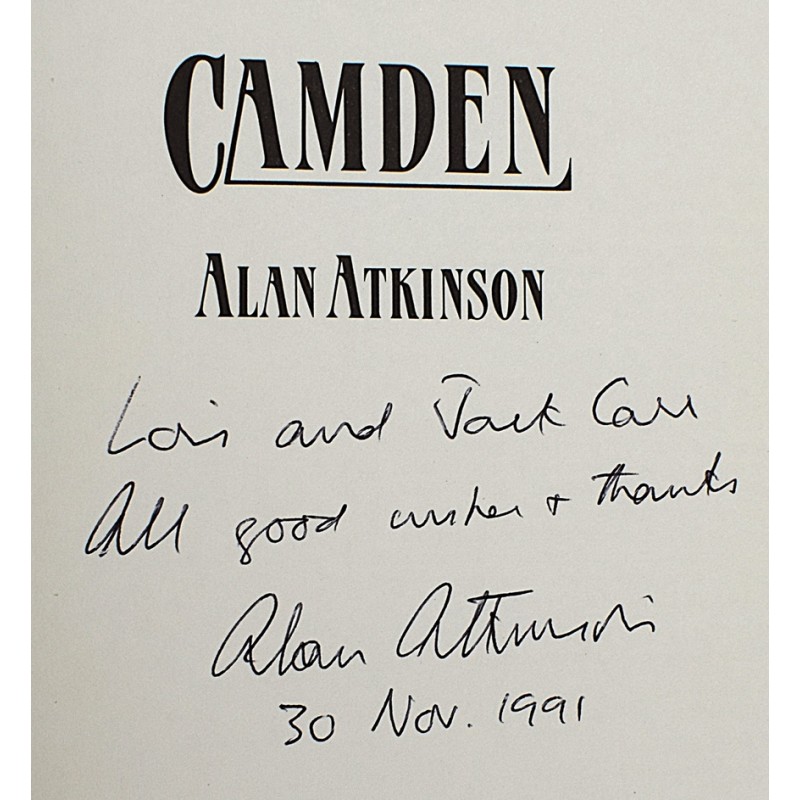 CAMDEN
ALAN ATKINSON
Lois and Jack Carr
All good wishes + thanks
Alan Atkinson
30 Nov. 1991